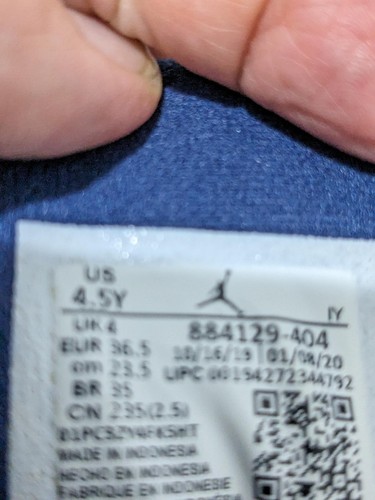 US
4.5Y
IY
UK 4
884129-404
EUR 36.5
10/16/19 01/08/20
cm 23.5
UPC 00194272344792
BR 35
CN 235(2.5)
MADE IN INDONESIA
HECHO EN INDONESIA
FABRIQUE EN INDONESIE